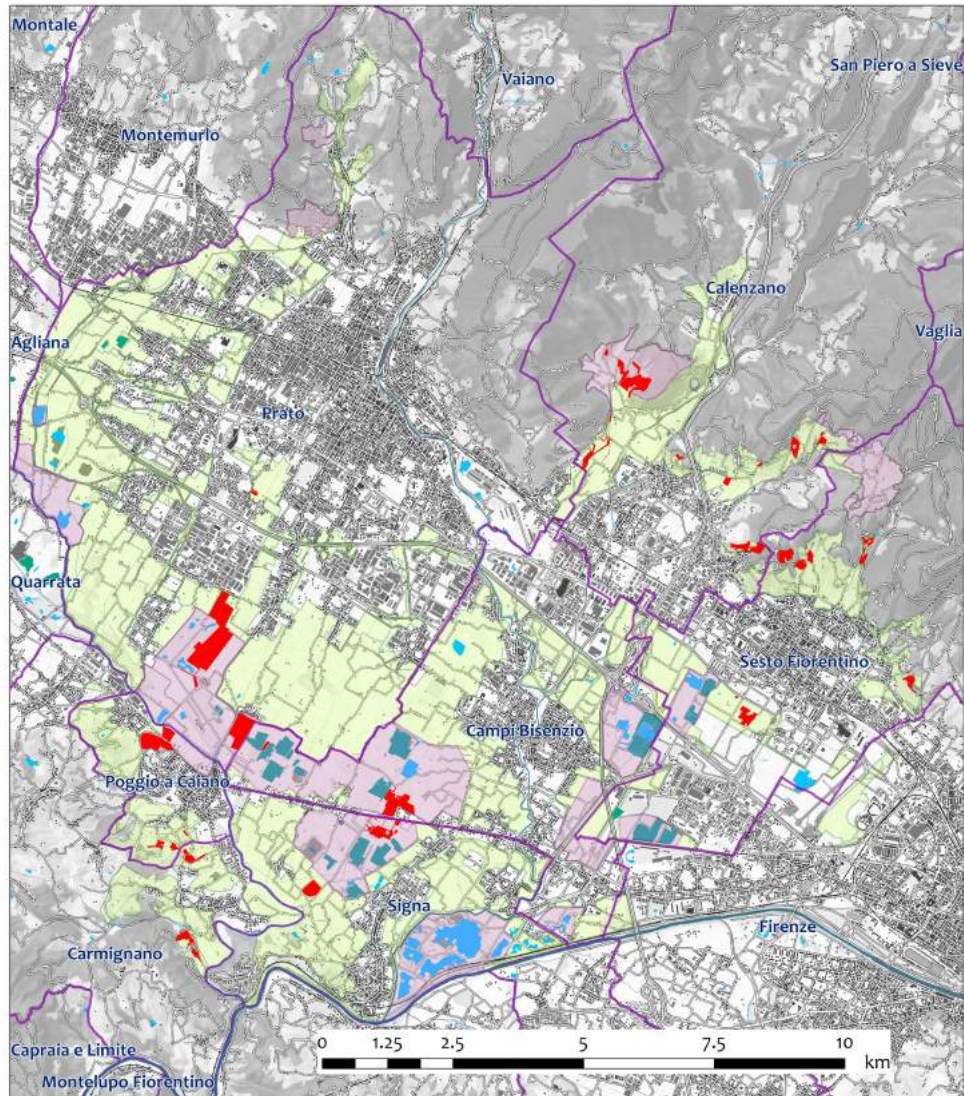 Montale
San Piero a Sieve
Vaiano
Montemurlo
Calenzano
Vaglia
Agliana
Prato
Quarrata
Sesto Fiorentino
Campi Bisenzio
Poggio a Caiano
Signa
Firenze
Carmignano
Capraia e Limite
Montelupo Fiorentino
0 1.25 2.5 5 7.5 10
km